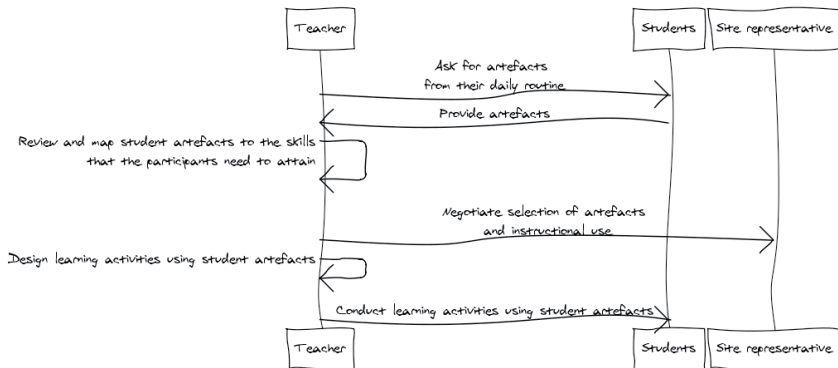 Teacher
Students
Site representative
Ask for artefacts
from their daily routine
Provide artefacts
Review and map student artefacts to the skills
that the participants need to attain
Negotiate selection of artefacts
and instructional use
Design learning activities using student artefacts
Conduct learning activities using student artefacts
Teacher
Students
Site representative